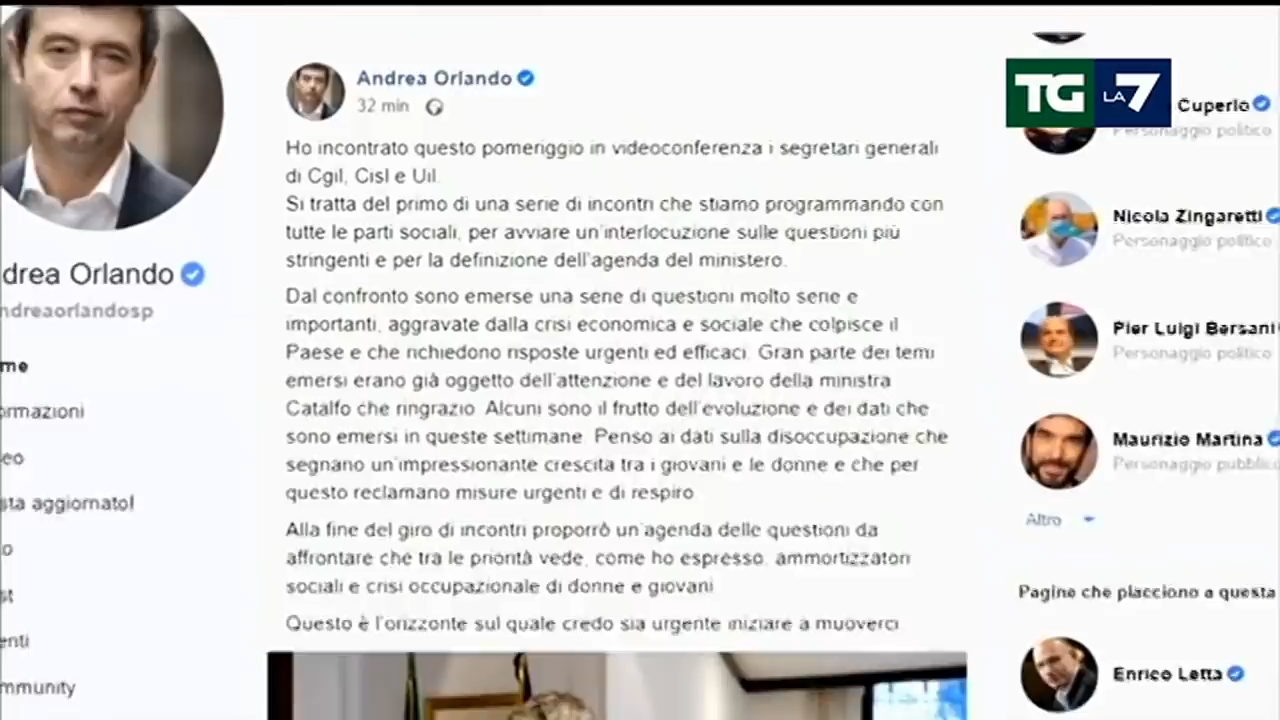 Andrea Orlando
32 min
Ho incontrato questo pomeriggio in videoconferenza i segretari generali
di Cgil, Cisl e Uil.
Si tratta del primo di una serie di incontri che stiamo programmando con
tutte le parti sociali, per avviare un'interlocuzione sulle questioni più
stringenti e per la definizione dell'agenda del ministero.
Dal confronto sono emerse una serie di questioni molto serie e
importanti, aggravate dalla crisi economica e sociale che colpisce il
Paese e che richiedono risposte urgenti ed efficaci. Gran parte dei temi
emersi erano già oggetto dell'attenzione e del lavoro della ministra
Catalfo che ringrazio. Alcuni sono il frutto dell'evoluzione e dei dati che
sono emersi in queste settimane. Penso ai dati sulla disoccupazione che
segnano un'impressionante crescita tra i giovani e le donne e che per
questo reclamano misure urgenti e di respiro.
Alla fine del giro di incontri proporrò un'agenda delle questioni da
affrontare che tra le priorità vede, come ho espresso, ammortizzatori
sociali e crisi occupazionale di donne e giovani.
Questo è l'orizzonte sul quale credo sia urgente iniziare a muoverci.
drea Orlando
ndreaorlandosp
me
ormazioni
eo
sta aggiornato!
o
st
enti
mmunity
TG LA7
Cuperlo
Personaggio politico
Nicola Zingaretti
Personaggio politico
Pier Luigi Bersani
Personaggio politico
Maurizio Martina
Personaggio pubblico
Altro
Pagine che piacciono a questa
Enrico Letta